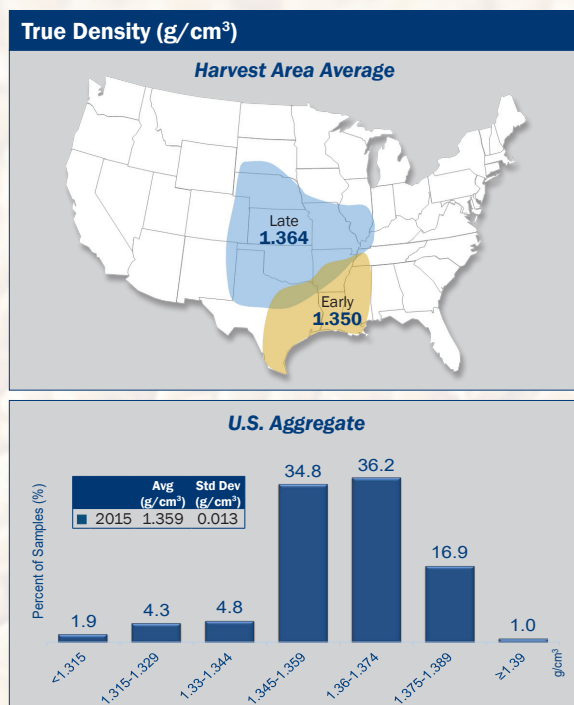 True Density (g/cm³)
Harvest Area Average
Late
1.364
Early
1.350
U.S. Aggregate
Avg Std Dev
(g/cm³) (g/cm³)
2015 1.359 0.013
Percent of Samples (%)
1.9
4.3
4.8
34.8
36.2
16.9
1.0
<1.315
1.315-1.329
1.33-1.344
1.345-1.359
1.36-1.374
1.375-1.389
≥1.39
g/cm³